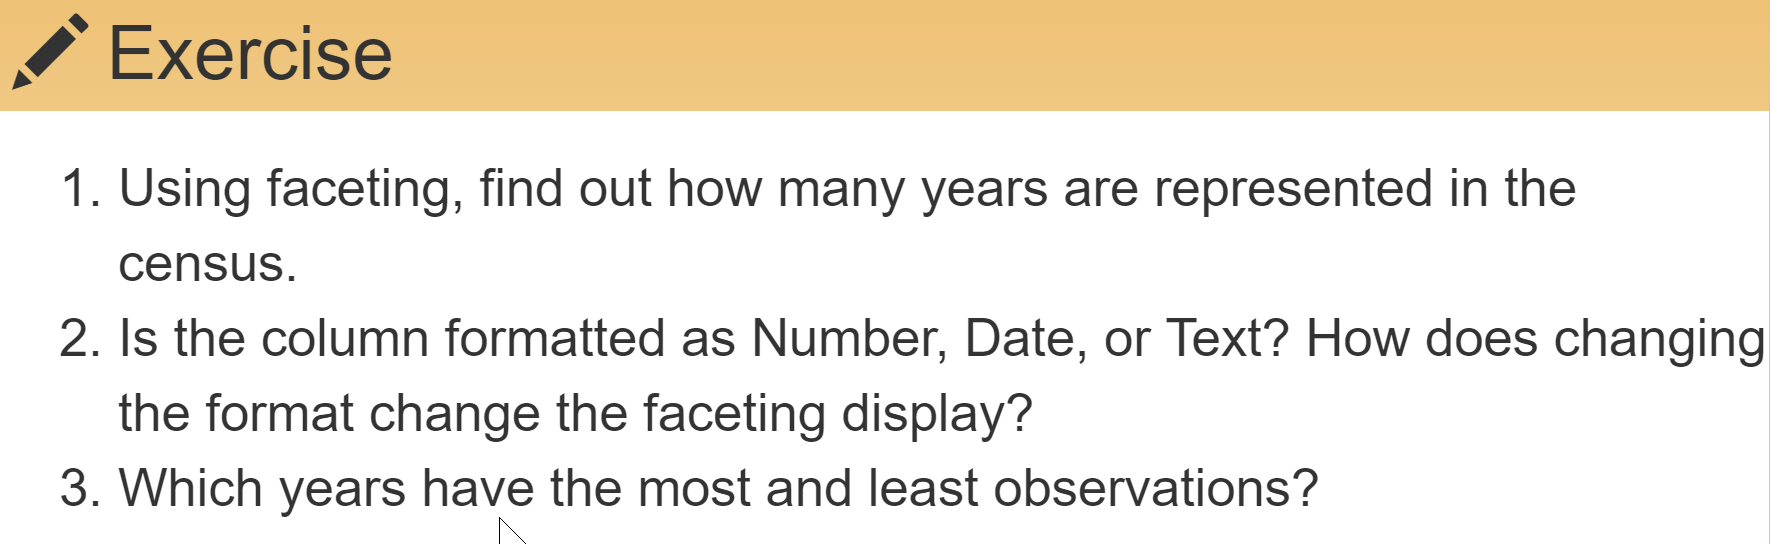 Exercise
1. Using faceting, find out how many years are represented in the
census.
2. Is the column formatted as Number, Date, or Text? How does changing
the format change the faceting display?
3. Which years have the most and least observations?